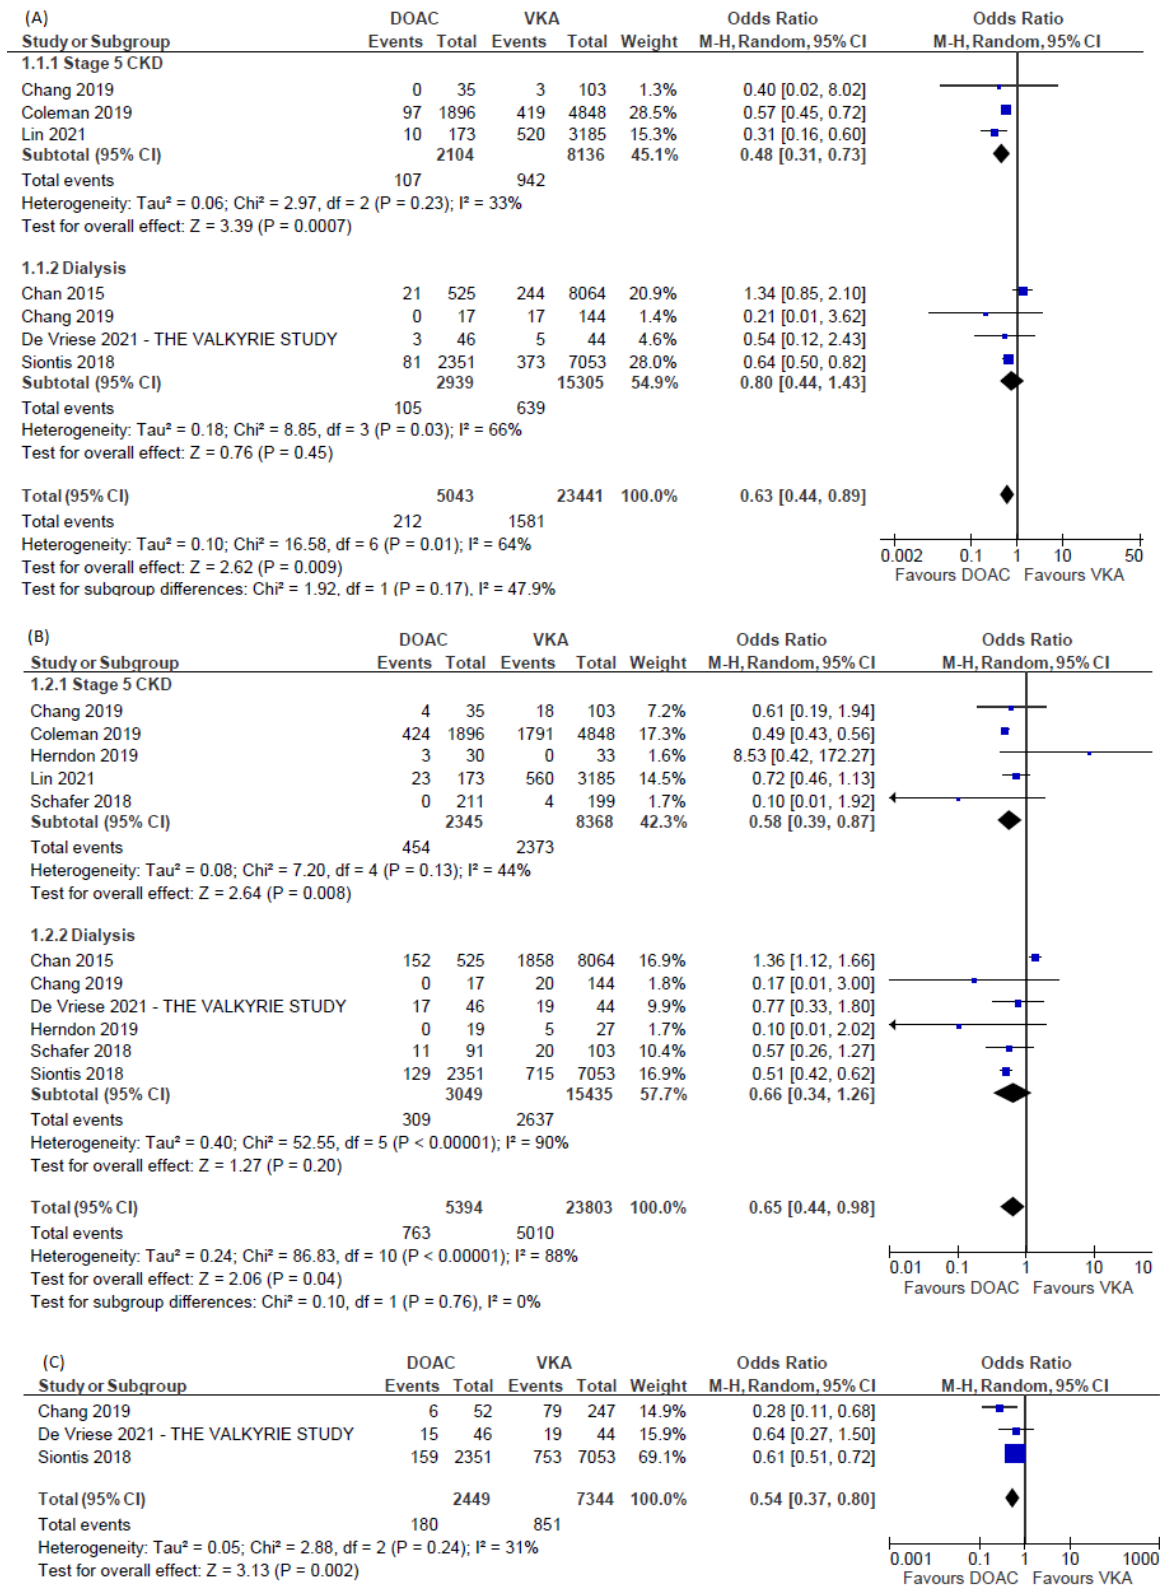 (A) DOAC VKA Odds Ratio Odds Ratio
Study or Subgroup Events Total Events Total Weight M-H, Random, 95% CI M-H, Random, 95% CI
1.1.1 Stage 5 CKD
Chang 2019 0 35 3 103 1.3% 0.40 [0.02, 8.02]
Coleman 2019 97 1896 419 4848 28.5% 0.57 [0.45, 0.72]
Lin 2021 10 173 520 3185 15.3% 0.31 [0.16, 0.60]
Subtotal (95% CI) 2104 8136 45.1% 0.48 [0.31, 0.73]
Total events 107 942
Heterogeneity: Tau² = 0.06; Chi² = 2.97, df = 2 (P = 0.23); I² = 33%
Test for overall effect: Z = 3.39 (P = 0.0007)
1.1.2 Dialysis
Chan 2015 21 525 244 8064 20.9% 1.34 [0.85, 2.10]
Chang 2019 0 17 17 144 1.4% 0.21 [0.01, 3.62]
De Vriese 2021 - THE VALKYRIE STUDY 3 46 5 44 4.6% 0.54 [0.12, 2.43]
Siontis 2018 81 2351 373 7053 28.0% 0.64 [0.50, 0.82]
Subtotal (95% CI) 2939 15305 54.9% 0.80 [0.44, 1.43]
Total events 105 639
Heterogeneity: Tau² = 0.18; Chi² = 8.85, df = 3 (P = 0.03); I² = 66%
Test for overall effect: Z = 0.76 (P = 0.45)
Total (95% CI) 5043 23441 100.0% 0.63 [0.44, 0.89]
Total events 212 1581
Heterogeneity: Tau² = 0.10; Chi² = 16.58, df = 6 (P = 0.01); I² = 64%
Test for overall effect: Z = 2.62 (P = 0.009)
Test for subgroup differences: Chi² = 1.92, df = 1 (P = 0.17), I² = 47.9%
0.002 0.1 1 10 50
Favours DOAC Favours VKA
(B) DOAC VKA Odds Ratio Odds Ratio
Study or Subgroup Events Total Events Total Weight M-H, Random, 95% CI M-H, Random, 95% CI
1.2.1 Stage 5 CKD
Chang 2019 4 35 18 103 7.2% 0.61 [0.19, 1.94]
Coleman 2019 424 1896 1791 4848 17.3% 0.49 [0.43, 0.56]
Herndon 2019 3 30 0 33 1.6% 8.53 [0.42, 172.27]
Lin 2021 23 173 560 3185 14.5% 0.72 [0.46, 1.13]
Schafer 2018 0 211 4 199 1.7% 0.10 [0.01, 1.92]
Subtotal (95% CI) 2345 8368 42.3% 0.58 [0.39, 0.87]
Total events 454 2373
Heterogeneity: Tau² = 0.08; Chi² = 7.20, df = 4 (P = 0.13); I² = 44%
Test for overall effect: Z = 2.64 (P = 0.008)
1.2.2 Dialysis
Chan 2015 152 525 1858 8064 16.9% 1.36 [1.12, 1.66]
Chang 2019 0 17 20 144 1.8% 0.17 [0.01, 3.00]
De Vriese 2021 - THE VALKYRIE STUDY 17 46 19 44 9.9% 0.77 [0.33, 1.80]
Herndon 2019 0 19 5 27 1.7% 0.10 [0.01, 2.02]
Schafer 2018 11 91 20 103 10.4% 0.57 [0.26, 1.27]
Siontis 2018 129 2351 715 7053 16.9% 0.51 [0.42, 0.62]
Subtotal (95% CI) 3049 15435 57.7% 0.66 [0.34, 1.26]
Total events 309 2637
Heterogeneity: Tau² = 0.40; Chi² = 52.55, df = 5 (P < 0.00001); I² = 90%
Test for overall effect: Z = 1.27 (P = 0.20)
Total (95% CI) 5394 23803 100.0% 0.65 [0.44, 0.98]
Total events 763 5010
Heterogeneity: Tau² = 0.24; Chi² = 86.83, df = 10 (P < 0.00001); I² = 88%
Test for overall effect: Z = 2.06 (P = 0.04)
Test for subgroup differences: Chi² = 0.10, df = 1 (P = 0.76), I² = 0%
0.01 0.1 1 10 10
Favours DOAC Favours VKA
(C) DOAC VKA Odds Ratio Odds Ratio
Study or Subgroup Events Total Events Total Weight M-H, Random, 95% CI M-H, Random, 95% CI
Chang 2019 6 52 79 247 14.9% 0.28 [0.11, 0.68]
De Vriese 2021 - THE VALKYRIE STUDY 15 46 19 44 15.9% 0.64 [0.27, 1.50]
Siontis 2018 159 2351 753 7053 69.1% 0.61 [0.51, 0.72]
Total (95% CI) 2449 7344 100.0% 0.54 [0.37, 0.80]
Total events 180 851
Heterogeneity: Tau² = 0.05; Chi² = 2.88, df = 2 (P = 0.24); I² = 31%
Test for overall effect: Z = 3.13 (P = 0.002)
0.001 0.1 1 10 1000
Favours DOAC Favours VKA